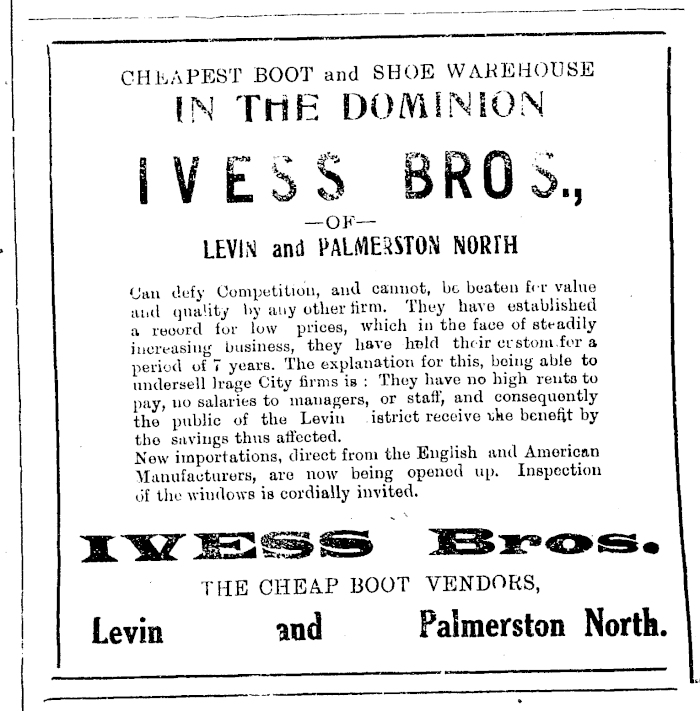 CHEAPEST BOOT and SHOE WAREHOUSE
IN THE DOMINION
IVESS BROS.,
—OF—
LEVIN and PALMERSTON NORTH
Can defy Competition, and cannot, be beaten for value
and quality by any other firm. They have established
a record for low prices, which in the face of steadily
increasing business, they have held their custom.for a
period of 7 years. The explanation for this, being able to
undersell lrage City firms is : They have no high rents to
pay, no salaries to managers, or staff, and consequently
the public of the Levin istrict receive the benefit by
the savings thus affected.
New importations, direct from the English and American
Manufacturers, are now being opened up. Inspection
of the windows is cordially invited.
IVESS Bros.
THE CHEAP BOOT VENDORS,
Levin and Palmerston North.